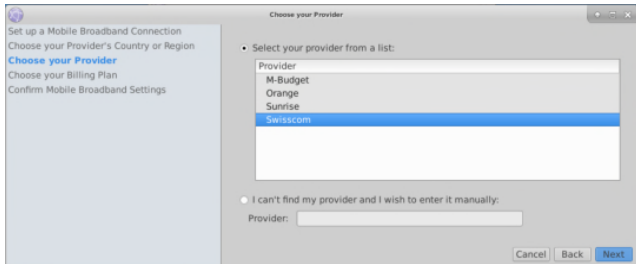 Choose your Provider
Set up a Mobile Broadband Connection
Choose your Provider's Country or Region
Choose your Provider
Choose your Billing Plan
Confirm Mobile Broadband Settings
Select your provider from a list:
Provider
M-Budget
Orange
Sunrise
Swisscom
I can't find my provider and I wish to enter it manually:
Provider:
Cancel Back Next